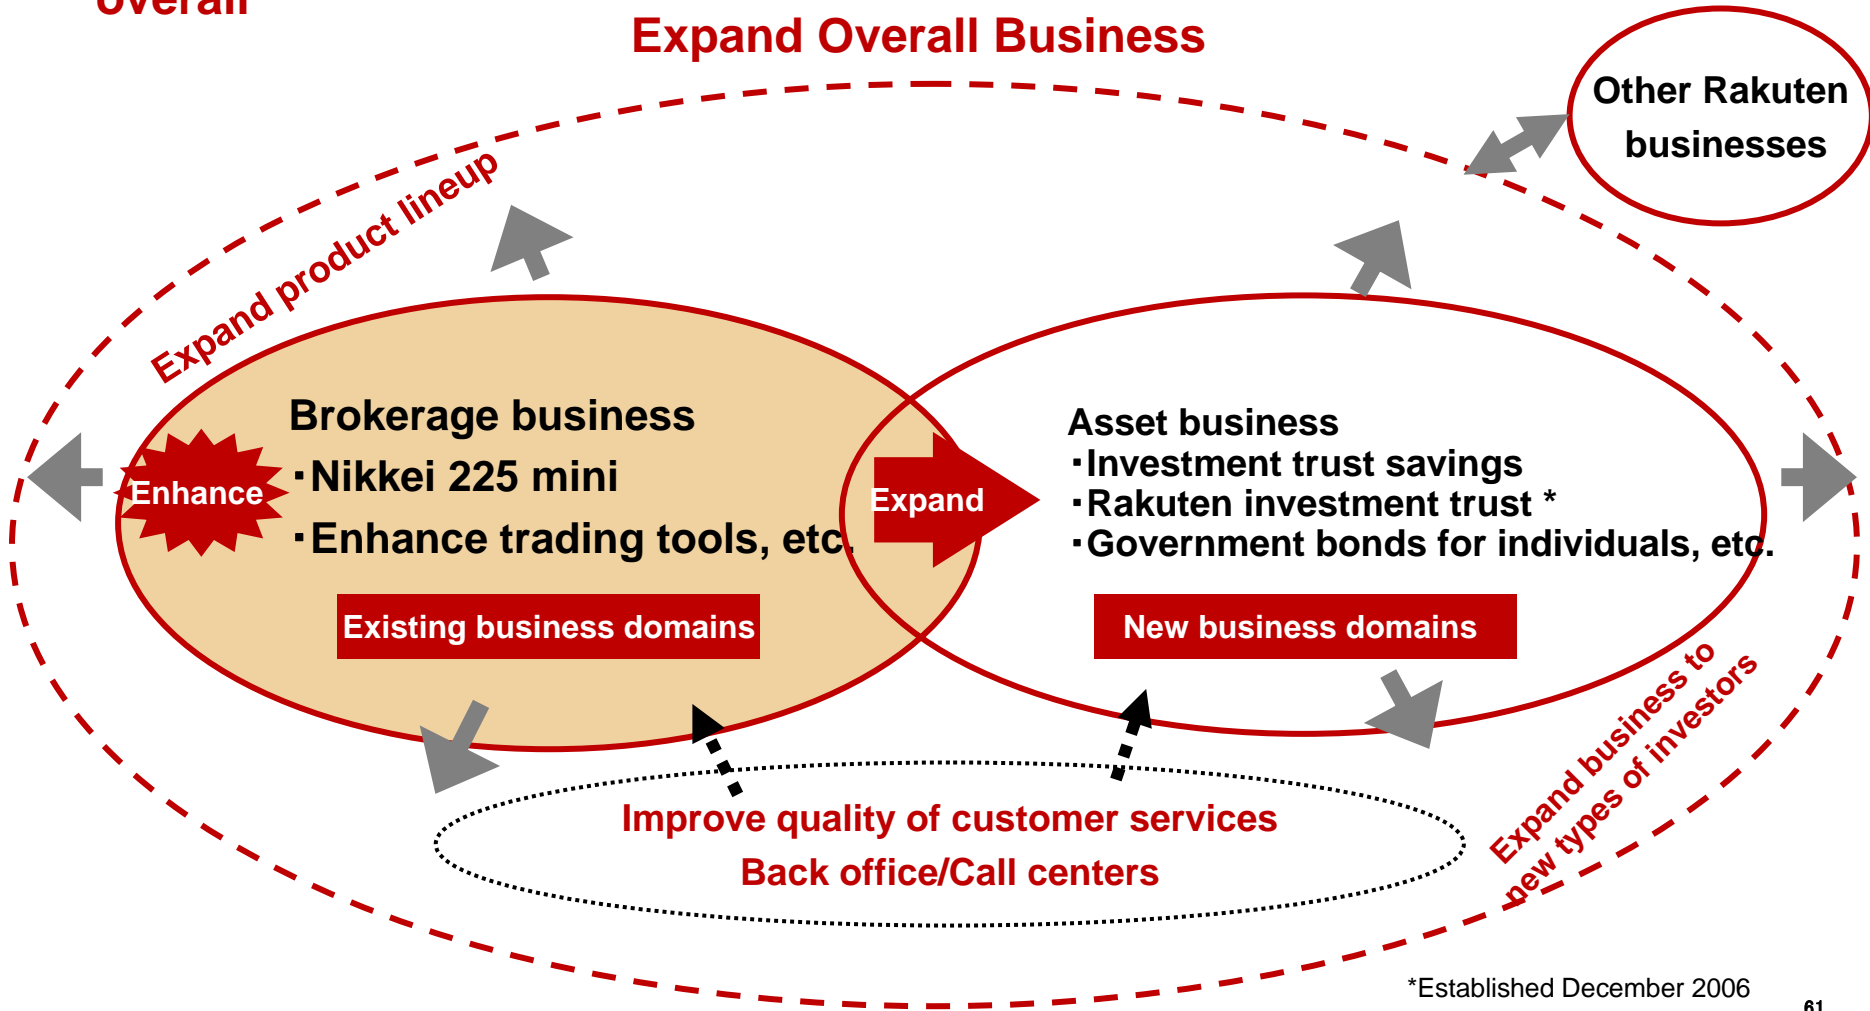 overall
Expand Overall Business
Other Rakuten
businesses
Expand product lineup
Enhance
Brokerage business
・Nikkei 225 mini
・Enhance trading tools, etc.
Existing business domains
Expand
Asset business
・Investment trust savings
・Rakuten investment trust *
・Government bonds for individuals, etc.
New business domains
Expand business to
new types of investors
Improve quality of customer services
Back office/Call centers
*Established December 2006
61